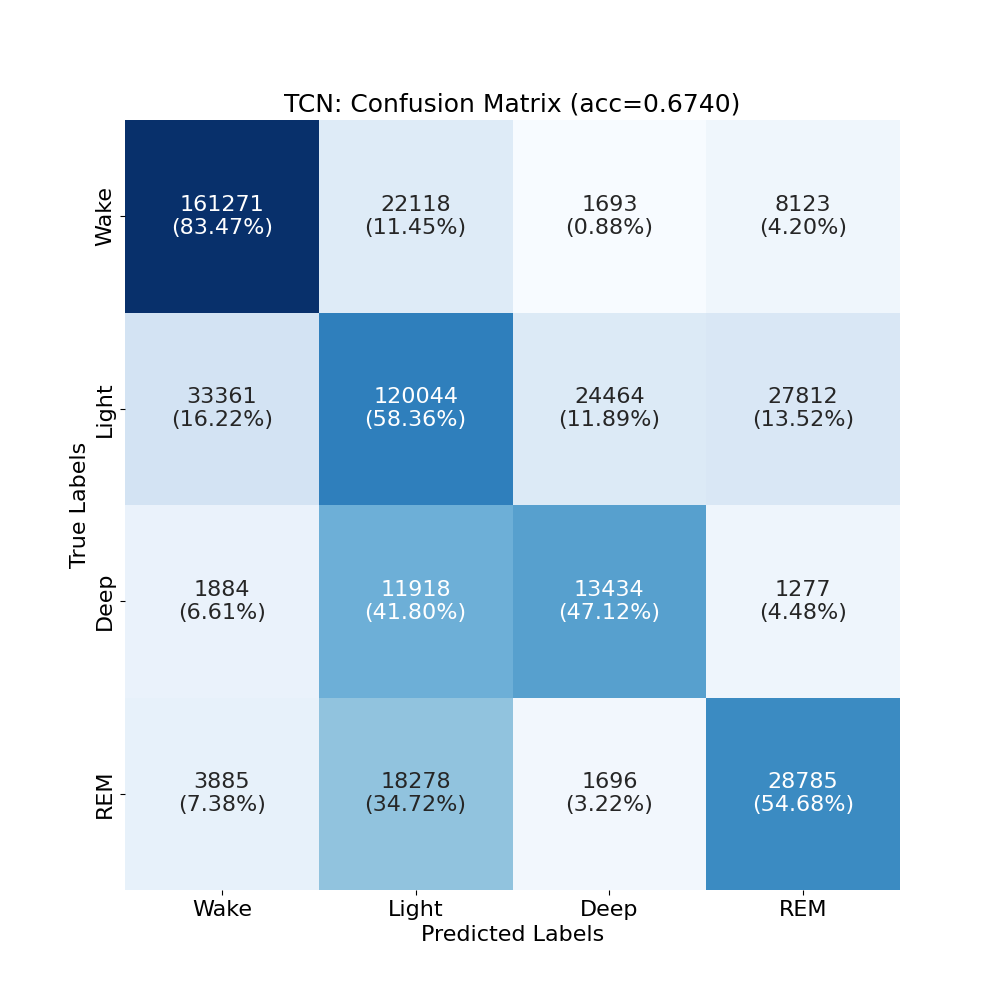 TCN: Confusion Matrix (acc=0.6740)
True Labels
Wake
161271
(83.47%)
22118
(11.45%)
1693
(0.88%)
8123
(4.20%)
Light
33361
(16.22%)
120044
(58.36%)
24464
(11.89%)
27812
(13.52%)
Deep
1884
(6.61%)
11918
(41.80%)
13434
(47.12%)
1277
(4.48%)
REM
3885
(7.38%)
18278
(34.72%)
1696
(3.22%)
28785
(54.68%)
Wake
Light
Deep
REM
Predicted Labels